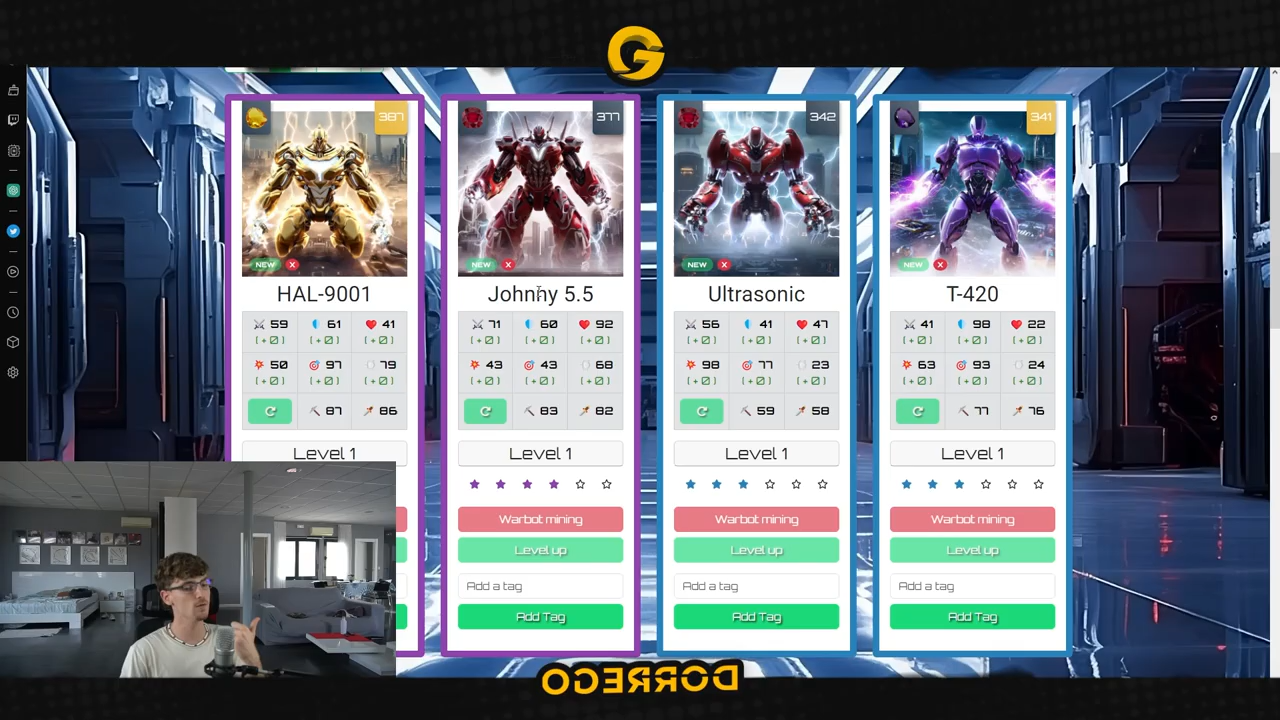 G
387
377
342
341
NEW
NEW
NEW
NEW
HAL-9001
Johnny 5.5
Ultrasonic
T-420
59 61 41
(+0) (+0) (+0)
50 97 79
(+0) (+0) (+0)
87 86
71 60 92
(+0) (+0) (+0)
43 43 68
(+0) (+0) (+0)
83 82
56 41 47
(+0) (+0) (+0)
98 77 23
(+0) (+0) (+0)
59 58
41 98 22
(+0) (+0) (+0)
63 93 24
(+0) (+0) (+0)
77 76
Level 1
Level 1
Level 1
Level 1
Warbot mining
Warbot mining
Warbot mining
Level up
Level up
Level up
Add a tag
Add a tag
Add a tag
Add Tag
Add Tag
Add Tag
DORREGO